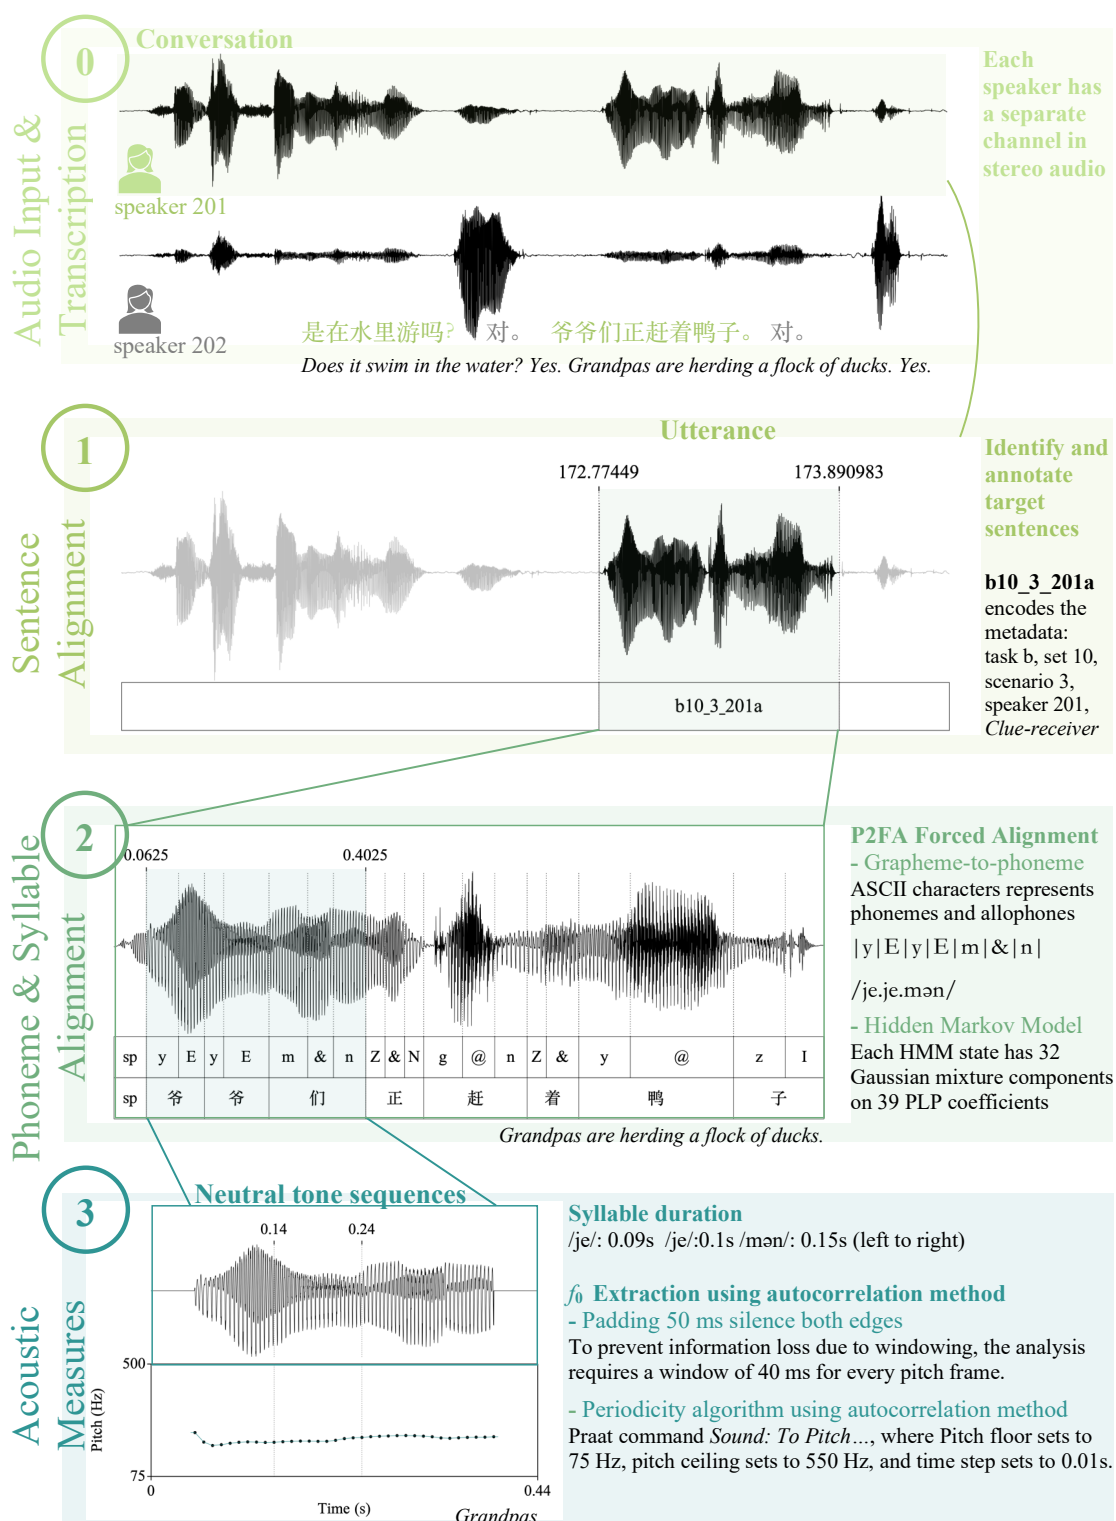 0
Audio Input &
Transcription
Conversation
Each
speaker has
a separate
channel in
stereo audio
speaker 201
speaker 202
是在水里游吗? 对。 爷爷们正赶着鸭子。 对。
Does it swim in the water? Yes. Grandpas are herding a flock of ducks. Yes.
1
Sentence
Alignment
Utterance
172.77449 173.890983
b10_3_201a
Identify and
annotate
target
sentences
b10_3_201a
encodes the
metadata:
task b, set 10,
scenario 3,
speaker 201,
Clue-receiver
2
Phoneme & Syllable
Alignment
0.0625 0.4025
sp y E y E m & n Z & N g @ n Z & y @ z I
sp 爷 爷 们 正 赶 着 鸭 子
Grandpas are herding a flock of ducks.
P2FA Forced Alignment
- Grapheme-to-phoneme
ASCII characters represents
phonemes and allophones
|y|E|y|E|m|&|n|
/je.je.mən/
- Hidden Markov Model
Each HMM state has 32
Gaussian mixture components
on 39 PLP coefficients
3
Acoustic
Measures
Neutral tone sequences
0.14 0.24
500
Pitch (Hz)
75
0 0.44
Time (s)
Grandpas
Syllable duration
/je/: 0.09s /je/:0.1s /mən/: 0.15s (left to right)
f0 Extraction using autocorrelation method
- Padding 50 ms silence both edges
To prevent information loss due to windowing, the analysis
requires a window of 40 ms for every pitch frame.
- Periodicity algorithm using autocorrelation method
Praat command Sound: To Pitch..., where Pitch floor sets to
75 Hz, pitch ceiling sets to 550 Hz, and time step sets to 0.01s.